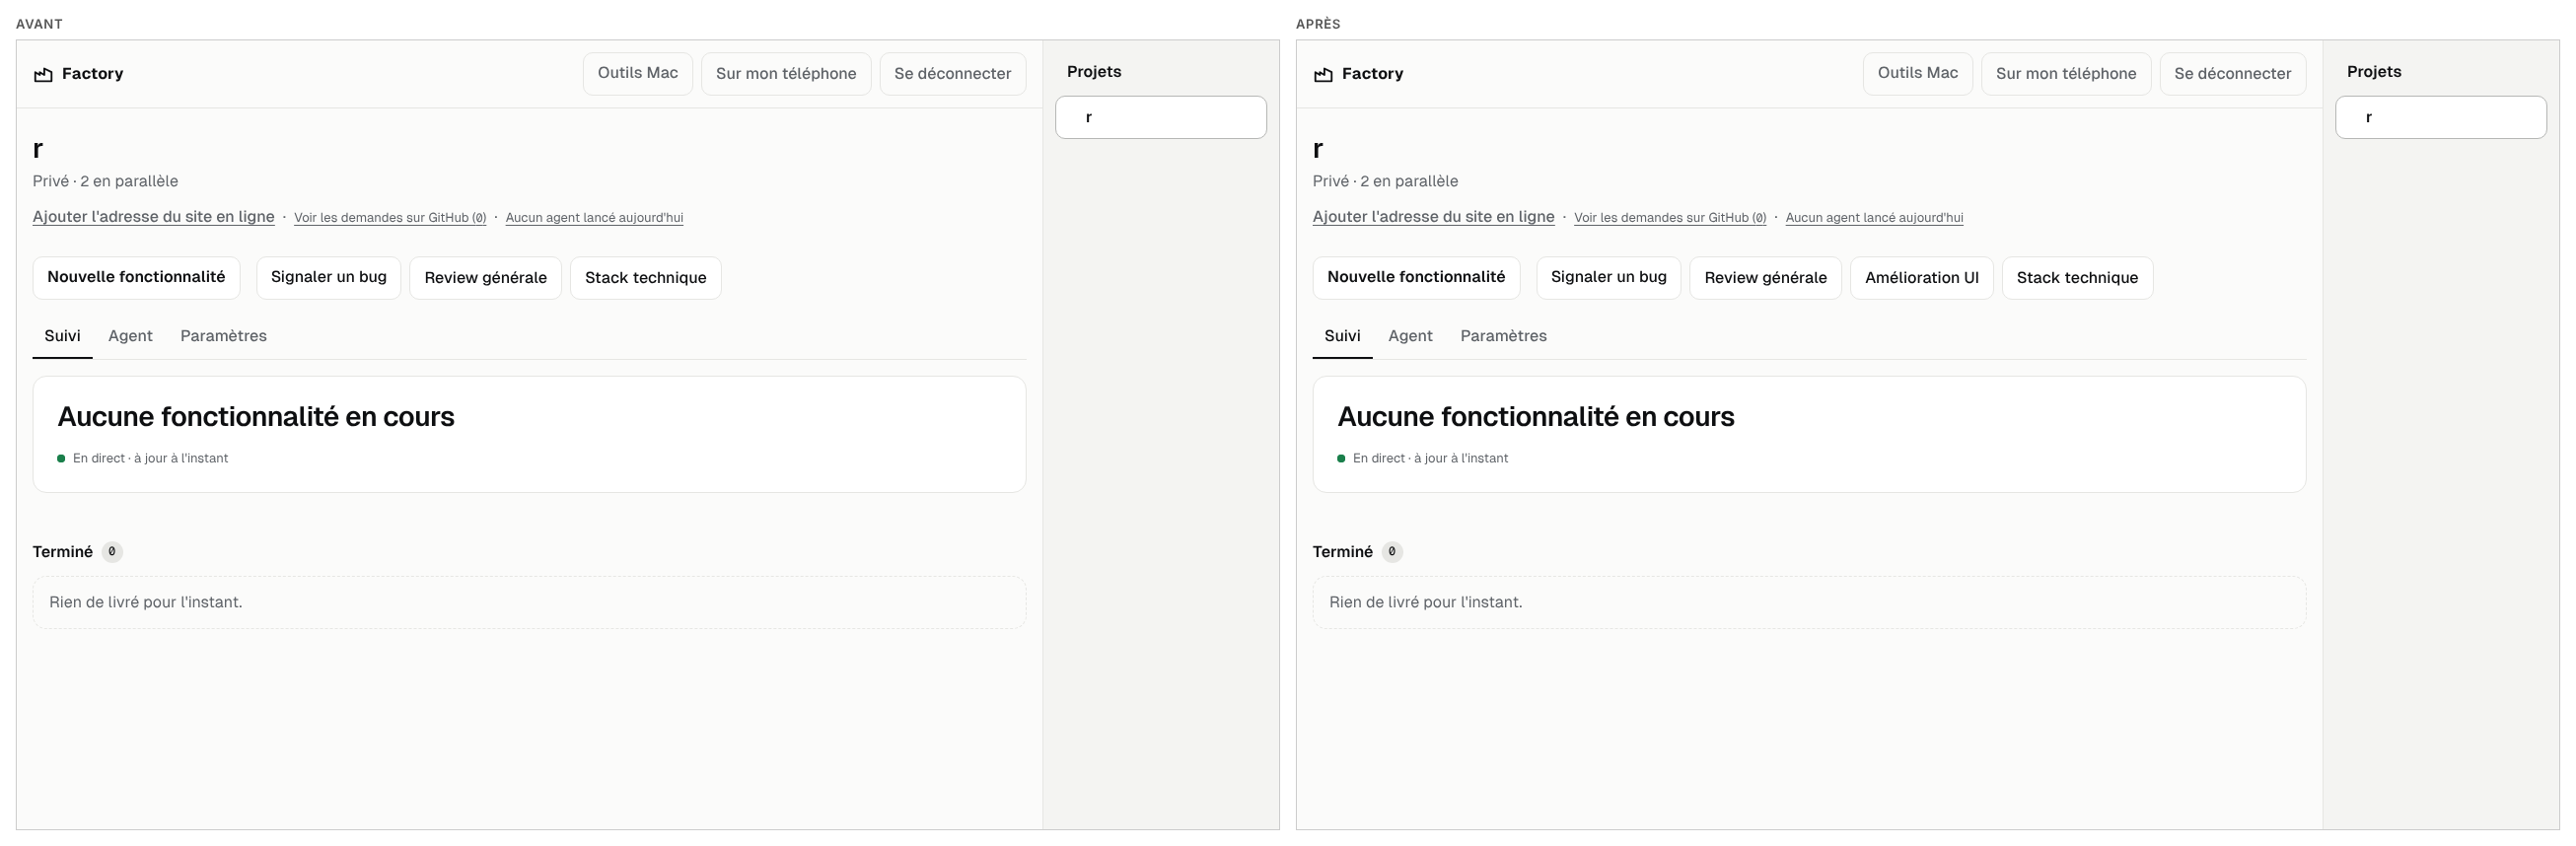 AVANT
Factory
Outils Mac
Sur mon téléphone
Se déconnecter
Projets
r
r
Privé · 2 en parallèle
Ajouter l'adresse du site en ligne · Voir les demandes sur GitHub (0) · Aucun agent lancé aujourd'hui
Nouvelle fonctionnalité
Signaler un bug
Review générale
Stack technique
Suivi
Agent
Paramètres
Aucune fonctionnalité en cours
En direct · à jour à l'instant
Terminé 0
Rien de livré pour l'instant.
APRÈS
Factory
Outils Mac
Sur mon téléphone
Se déconnecter
Projets
r
r
Privé · 2 en parallèle
Ajouter l'adresse du site en ligne · Voir les demandes sur GitHub (0) · Aucun agent lancé aujourd'hui
Nouvelle fonctionnalité
Signaler un bug
Review générale
Amélioration UI
Stack technique
Suivi
Agent
Paramètres
Aucune fonctionnalité en cours
En direct · à jour à l'instant
Terminé 0
Rien de livré pour l'instant.